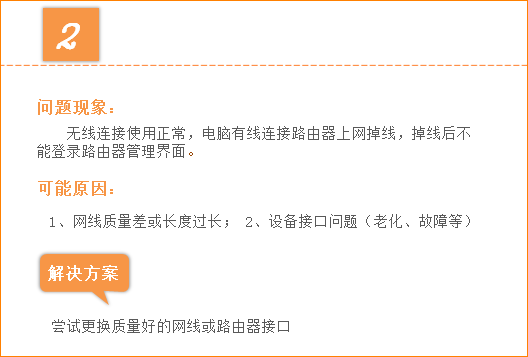 2
问题现象：
无线连接使用正常，电脑有线连接路由器上网掉线，掉线后不
能登录路由器管理界面。
可能原因：
1、网线质量差或长度过长； 2、设备接口问题（老化、故障等）
解决方案
尝试更换质量好的网线或路由器接口